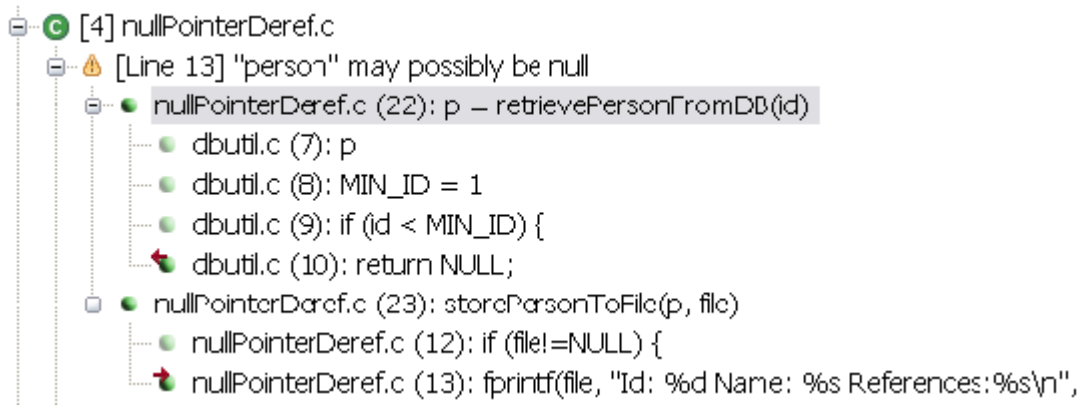 C [4] nullPointerDeref.c
[Line 13] "person" may possibly be null
nullPointerDeref.c (22): p = retrievePersonFromDB(id)
dbutil.c (7): p
dbutil.c (8): MIN_ID = 1
dbutil.c (9): if (id < MIN_ID) {
dbutil.c (10): return NULL;
nullPointerDeref.c (23): storePersonToFile(p, file)
nullPointerDeref.c (12): if (file!=NULL) {
nullPointerDeref.c (13): fprintf(file, "Id: %d Name: %s References:%s\n",